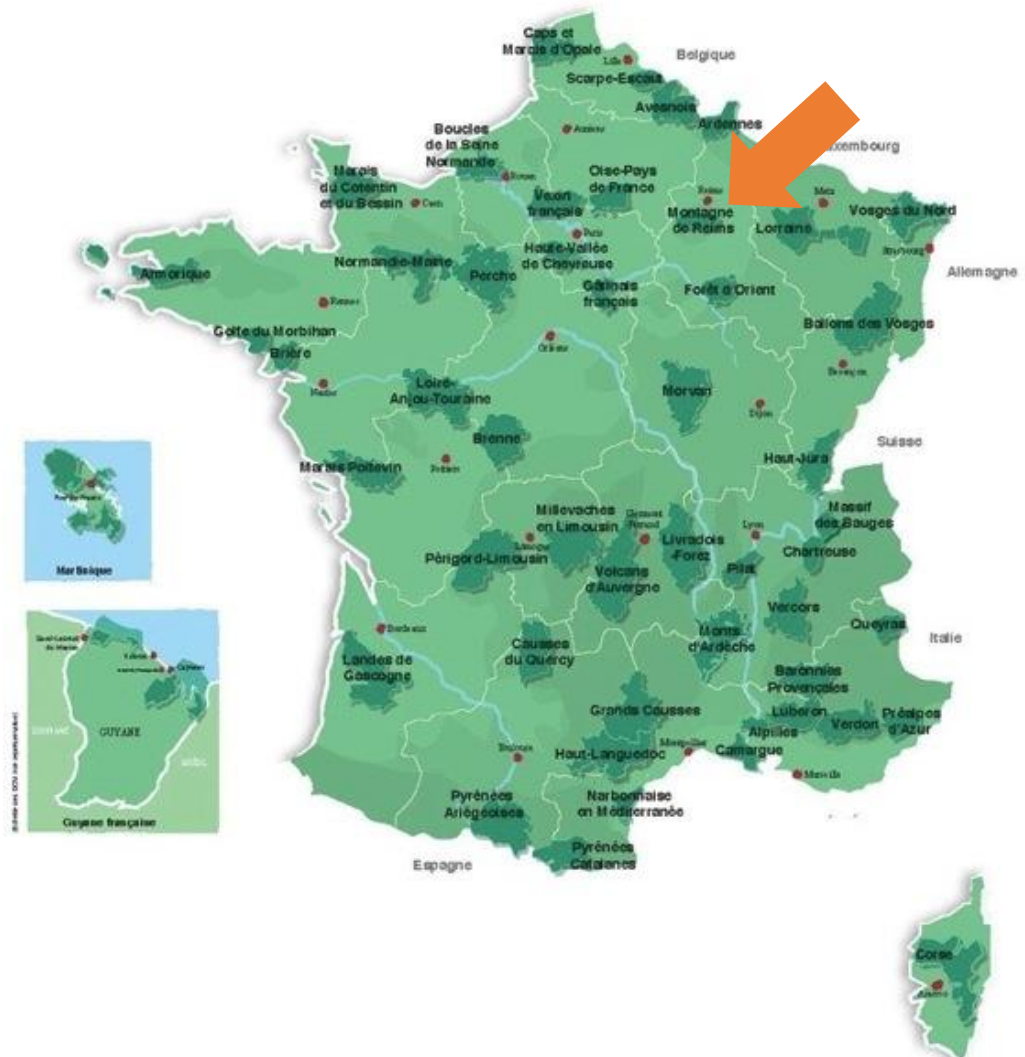 Caps et
Marais d'Opale
Lille
Belgique
Scarpe-Escaut
Avesnois
Ardennes
Amiens
Luxembourg
Boucles
de la Seine
Normande
Rouen
Oise-Pays
de France
Marais
du Cotentin
et du Bessin
Caen
Vexin
français
Reims
Montagne
de Reims
Metz
Lorraine
Vosges du Nord
Strasbourg
Allemagne
Paris
Haute-Vallée
de Chevreuse
Normandie-Maine
Perche
Gâtinais
français
Forêt d'Orient
Armorique
Rennes
Ballons des Vosges
Golfe du Morbihan
Brière
Orléans
Besançon
Nantes
Loire-
Anjou-Touraine
Morvan
Dijon
Brenne
Suisse
Haut-Jura
Marais Poitevin
Poitiers
Massif
des Bauges
Millevaches
en Limousin
Clermont
Ferrand
Limoges
Périgord-Limousin
Livradois
-Forez
Lyon
Chartreuse
Volcans
d'Auvergne
Pilat
Vercors
Queyras
Italie
Martinique
Bordeaux
Landes de
Gascogne
Causses
du Quercy
Monts
d'Ardèche
Baronnies
Provençales
Cayenne
GUYANE
Guyane française
Grands Causses
Luberon
Verdon
Préalpes
d'Azur
Alpilles
Haut-Languedoc
Montpellier
Camargue
Toulouse
Marseille
Pyrénées
Ariégeoises
Narbonnaise
en Méditerranée
Espagne
Pyrénées
Catalanes
Corse